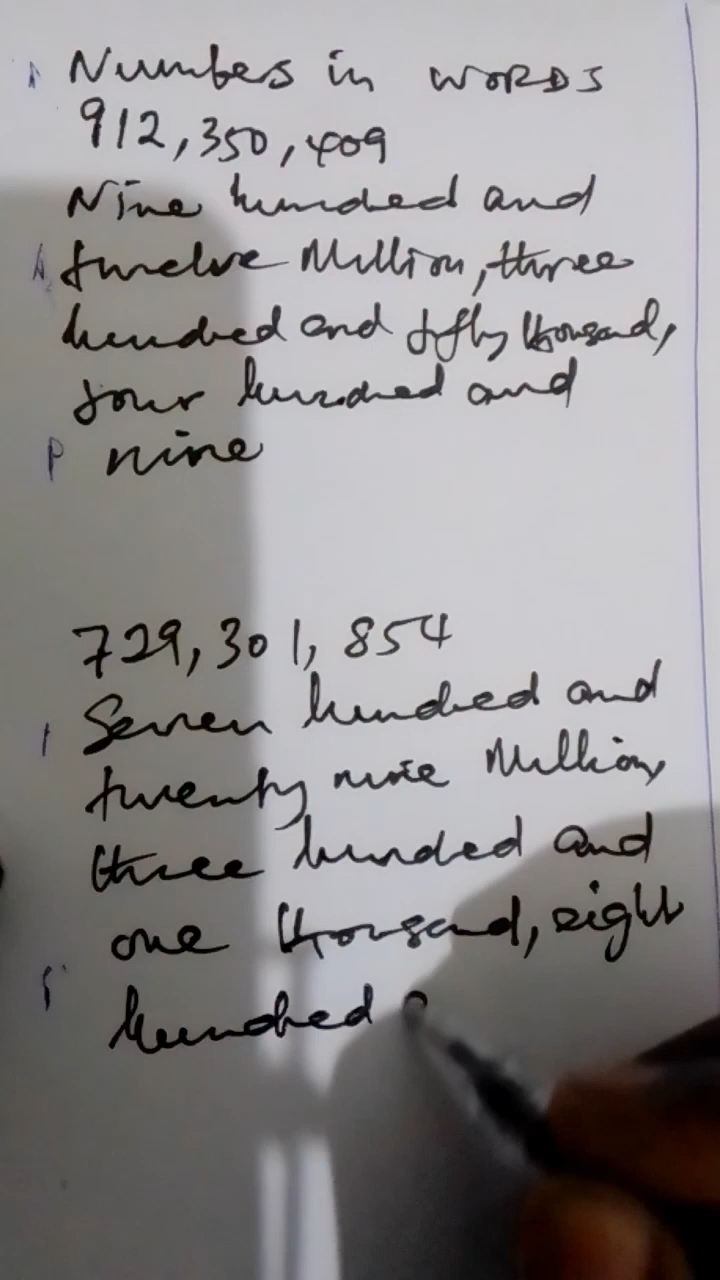 Numbers in WORDS
912,350,409
Nine hundred and
twelve Million, three
hundred and fifty thousand,
four hundred and
nine
729,301,854
Seven hundred and
twenty nine Million,
three hundred and
one thousand, eight
hundred